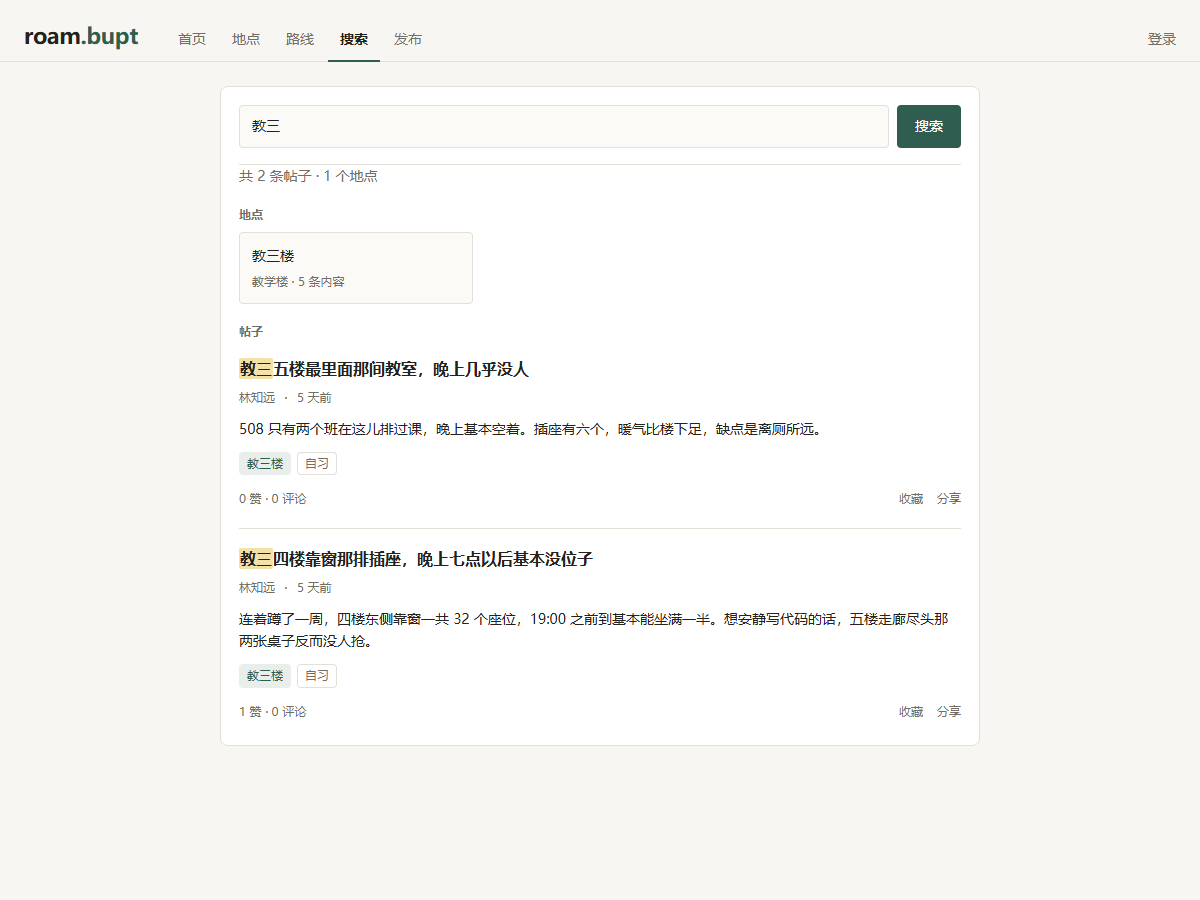 roam.bupt 首页 地点 路线 搜索 发布 登录
教三 搜索
共 2 条帖子 · 1 个地点
地点
教三楼
教学楼 · 5 条内容
帖子
教三五楼最里面那间教室，晚上几乎没人
林知远 · 5 天前
508 只有两个班在这儿排过课，晚上基本空着。插座有六个，暖气比楼下足，缺点是离厕所远。
教三楼 自习
0 赞 · 0 评论 收藏 分享
教三四楼靠窗那排插座，晚上七点以后基本没位子
林知远 · 5 天前
连着蹲了一周，四楼东侧靠窗一共 32 个座位，19:00 之前到基本能坐满一半。想安静写代码的话，五楼走廊尽头那
两张桌子反而没人抢。
教三楼 自习
1 赞 · 0 评论 收藏 分享